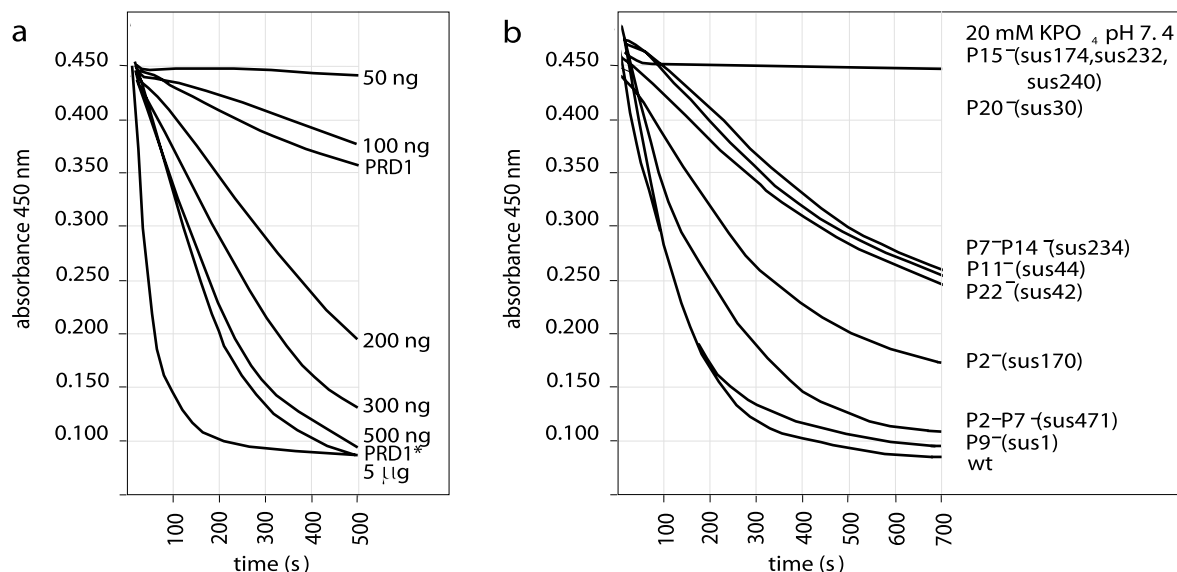 a
absorbance 450 nm
0.450
0.400
0.350
0.300
0.250
0.200
0.150
0.100
50 ng
100 ng
PRD1
200 ng
300 ng
500 ng
PRD1*
5 μg
100
200
300
400
500
time (s)
b
absorbance 450 nm
0.450
0.400
0.350
0.300
0.250
0.200
0.150
0.100
20 mM KPO₄ pH 7.4
P15⁻(sus174,sus232,
sus240)
P20⁻(sus30)
P7⁻P14⁻(sus234)
P11⁻(sus44)
P22⁻(sus42)
P2⁻(sus170)
P2⁻P7⁻(sus471)
P9⁻(sus1)
wt
100
200
300
400
500
600
700
time (s)